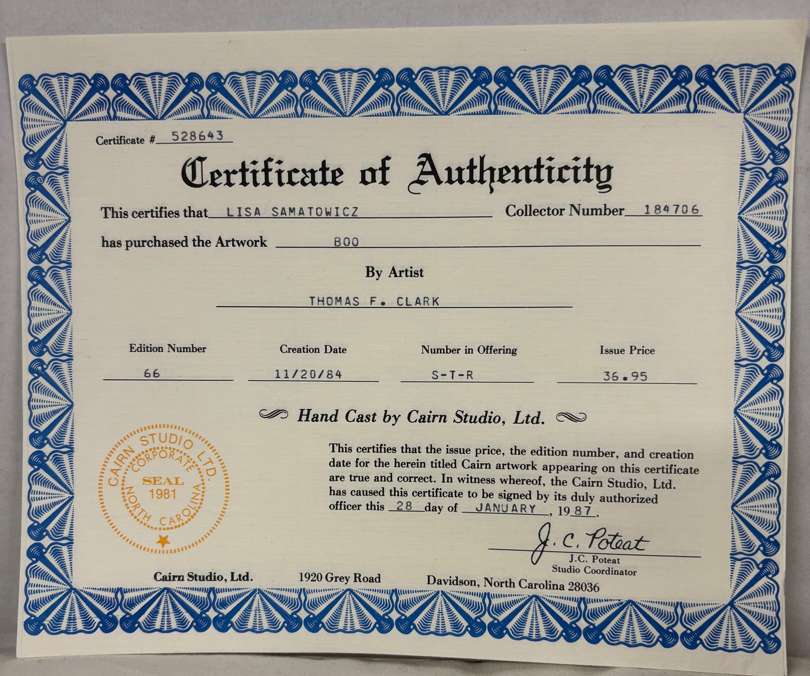 Certificate # 528643
Certificate of Authenticity
This certifies that LISA SAMATOWICZ Collector Number 184706
has purchased the Artwork BOO
By Artist
THOMAS F. CLARK
Edition Number Creation Date Number in Offering Issue Price
66 11/20/84 S-T-R 36.95
Hand Cast by Cairn Studio, Ltd.
This certifies that the issue price, the edition number, and creation
date for the herein titled Cairn artwork appearing on this certificate
are true and correct. In witness whereof, the Cairn Studio, Ltd.
has caused this certificate to be signed by its duly authorized
officer this 28 day of JANUARY, 1987.
CAIRN STUDIO LTD.
CORPORATE
SEAL
1981
NORTH CAROLINA
J. C. Poteat
J.C. Poteat
Studio Coordinator
Cairn Studio, Ltd. 1920 Grey Road Davidson, North Carolina 28036